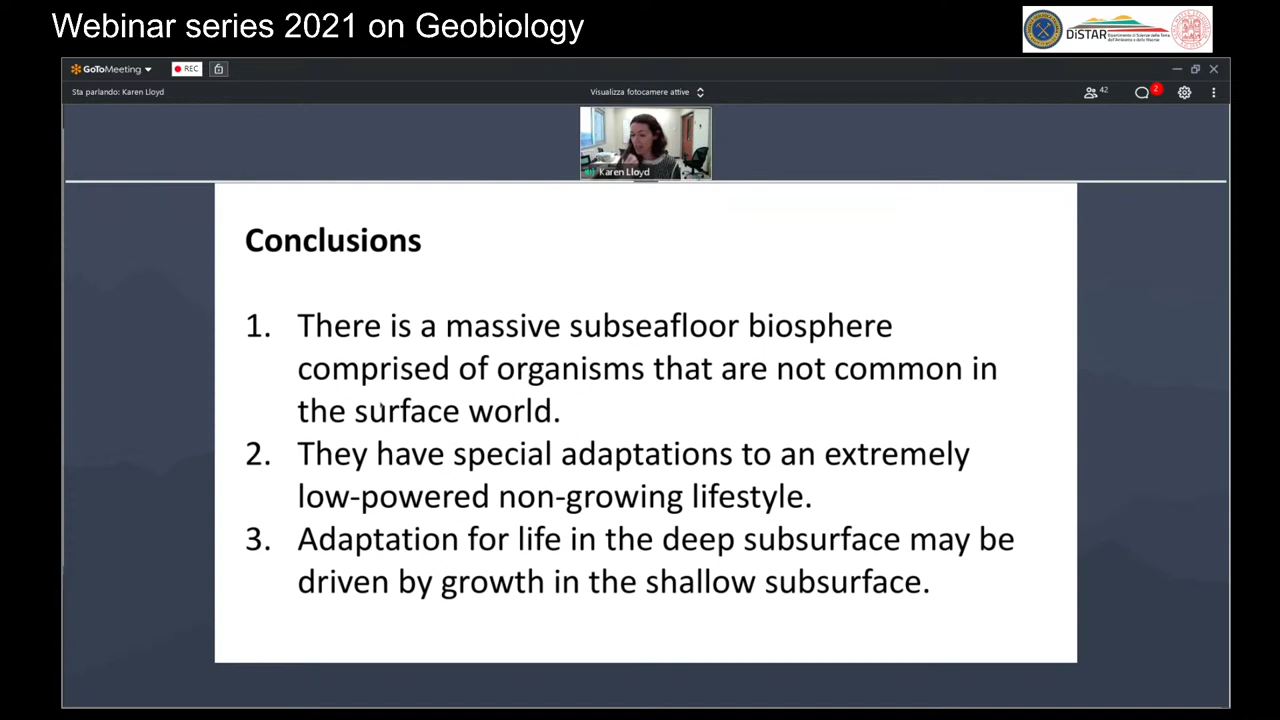 Webinar series 2021 on Geobiology
DiSTAR
GoToMeeting
REC
Sta parlando: Karen Lloyd
Visualizza fotocamere attive
42
2
Karen Lloyd
Conclusions
1. There is a massive subseafloor biosphere
comprised of organisms that are not common in
the surface world.
2. They have special adaptations to an extremely
low-powered non-growing lifestyle.
3. Adaptation for life in the deep subsurface may be
driven by growth in the shallow subsurface.